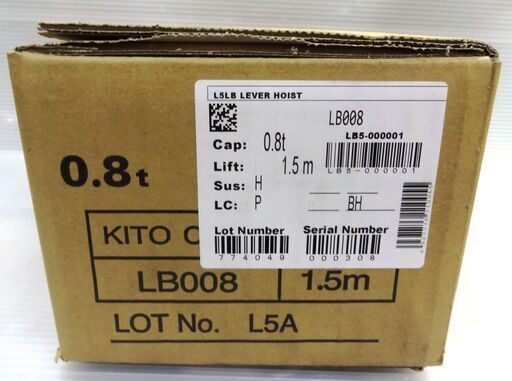 L5LB LEVER HOIST
LB008
Cap: 0.8t
LB5-000001
Lift: 1.5 m
LB5-000001
Sus: H
LC: P BH
Lot Number Serial Number
774049 000308
0.8t
KITO
LB008 1.5m
LOT No. L5A